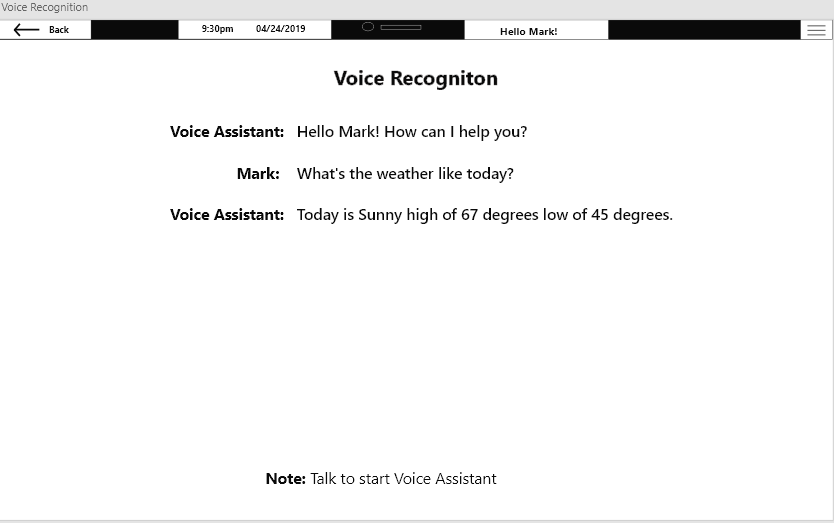 Voice Recognition
Back 9:30pm 04/24/2019 Hello Mark!
Voice Recogniton
Voice Assistant: Hello Mark! How can I help you?
Mark: What's the weather like today?
Voice Assistant: Today is Sunny high of 67 degrees low of 45 degrees.
Note: Talk to start Voice Assistant